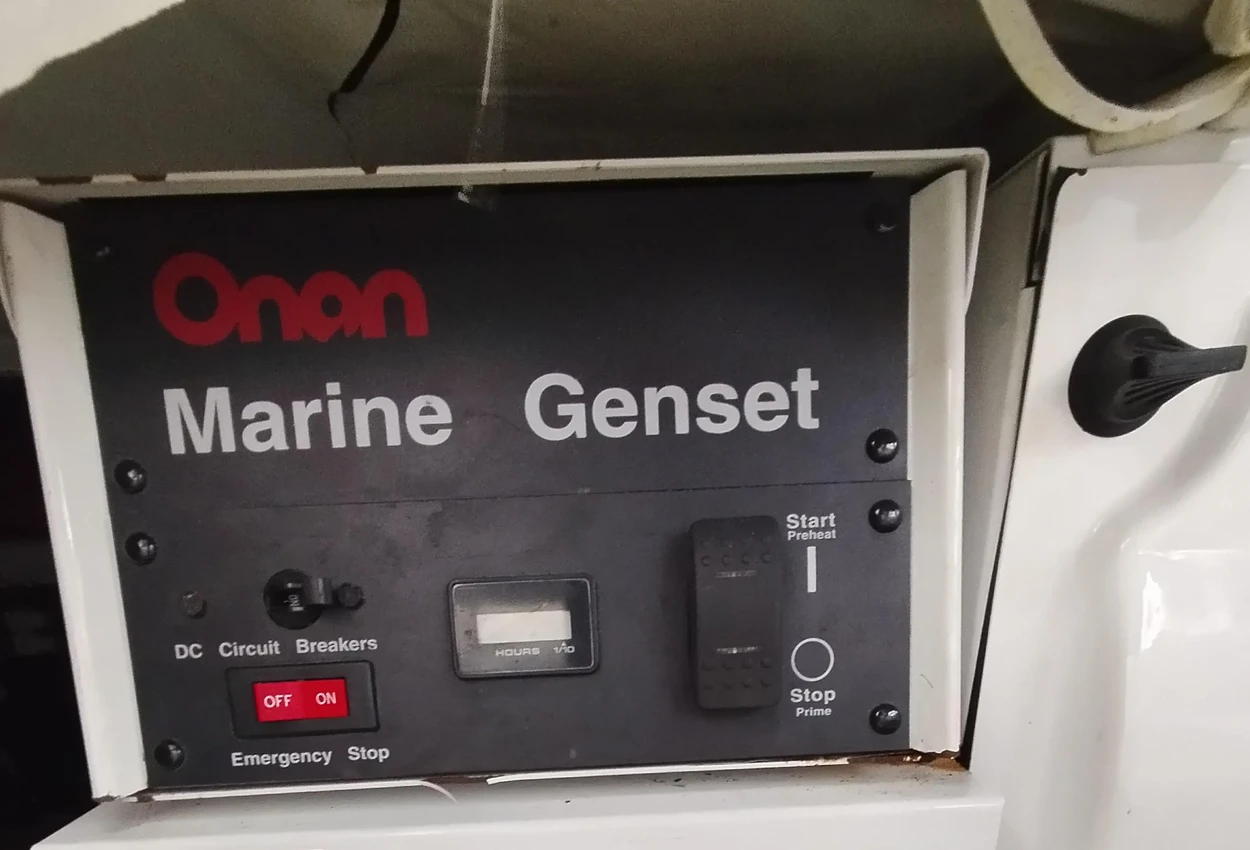 Onan
Marine Genset
Start
Preheat
DC Circuit Breakers
HOURS 1/10
OFF ON
Stop
Prime
Emergency Stop